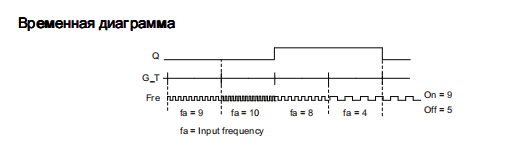 Временная диаграмма
Q
G_T
Fre
On = 9
Off = 5
fa = 9
fa = 10
fa = 8
fa = 4
fa = Input frequency